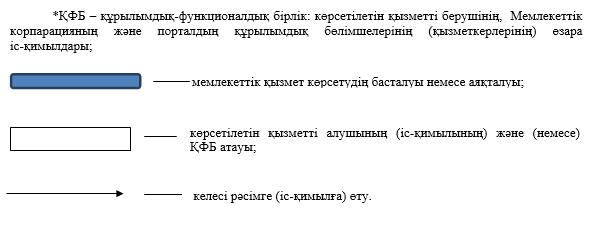 *ҚФБ – құрылымдық-функционалдық бірлік: көрсетілетін қызметті берушінің, Мемлекеттік
корпарацияның және порталдың құрылымдық бөлімшелерінің (қызметкерлерінің) өзара
іс-қимылдары;
мемлекеттік қызмет көрсетудің басталуы немесе аяқталуы;
көрсетілетін қызметті алушының (іс-қимылының) және (немесе)
ҚФБ атауы;
келесі рәсімге (іс-қимылға) өту.